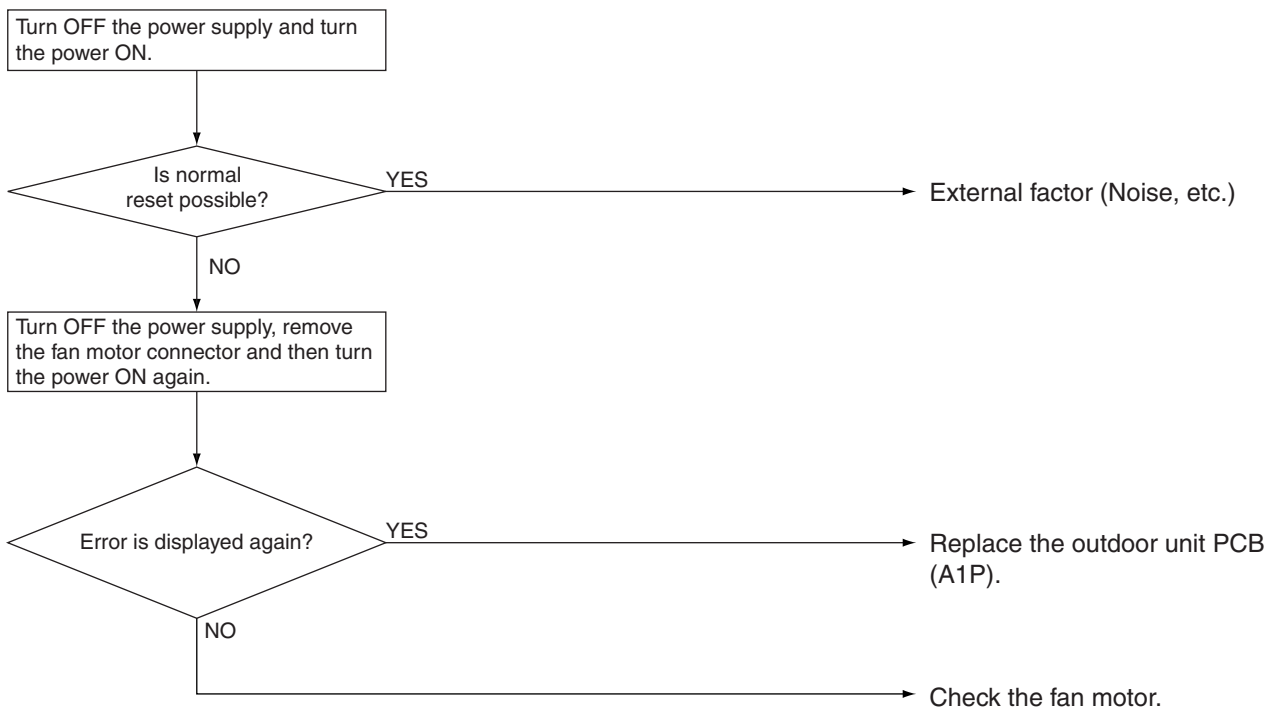 Turn OFF the power supply and turn
the power ON.
Is normal
reset possible?
YES
External factor (Noise, etc.)
NO
Turn OFF the power supply, remove
the fan motor connector and then turn
the power ON again.
Error is displayed again?
YES
Replace the outdoor unit PCB
(A1P).
NO
Check the fan motor.